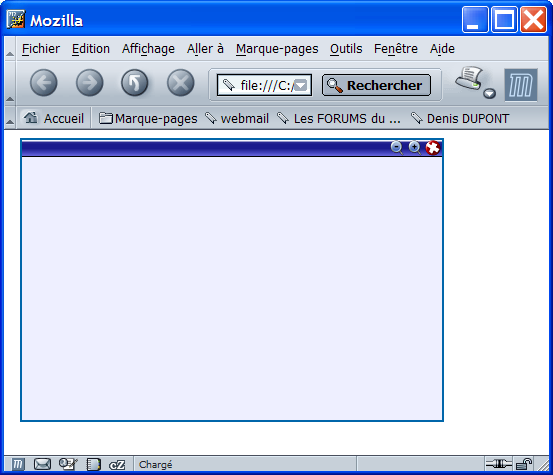 Mozilla
Fichier Edition Affichage Aller à Marque-pages Outils Fenêtre Aide
file:///C:/ Rechercher
Accueil Marque-pages webmail Les FORUMS du ... Denis DUPONT
Chargé